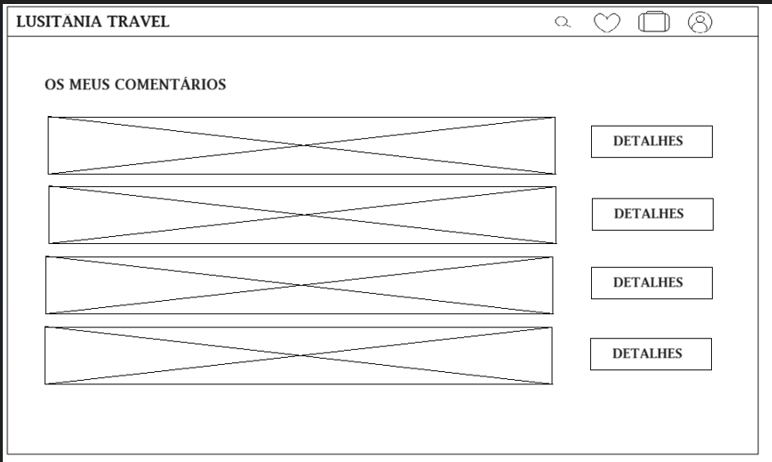 LUSITANIA TRAVEL
OS MEUS COMENTÁRIOS
DETALHES
DETALHES
DETALHES
DETALHES